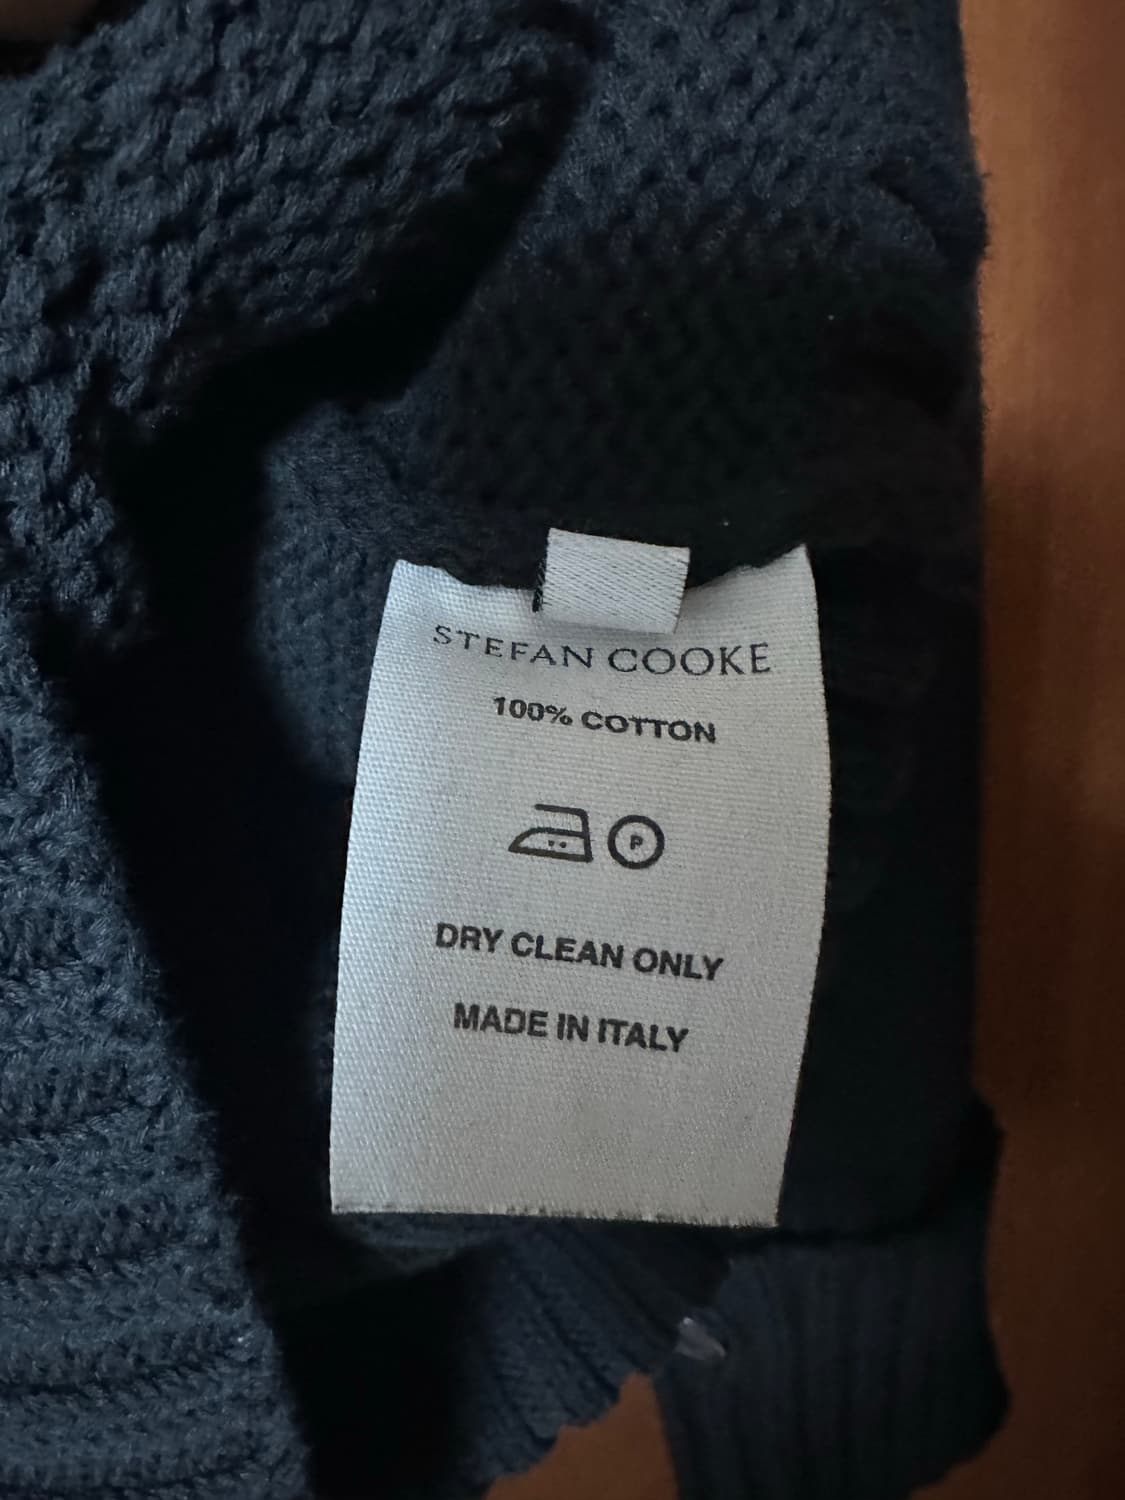 STEFAN COOKE
100% COTTON
P
DRY CLEAN ONLY
MADE IN ITALY